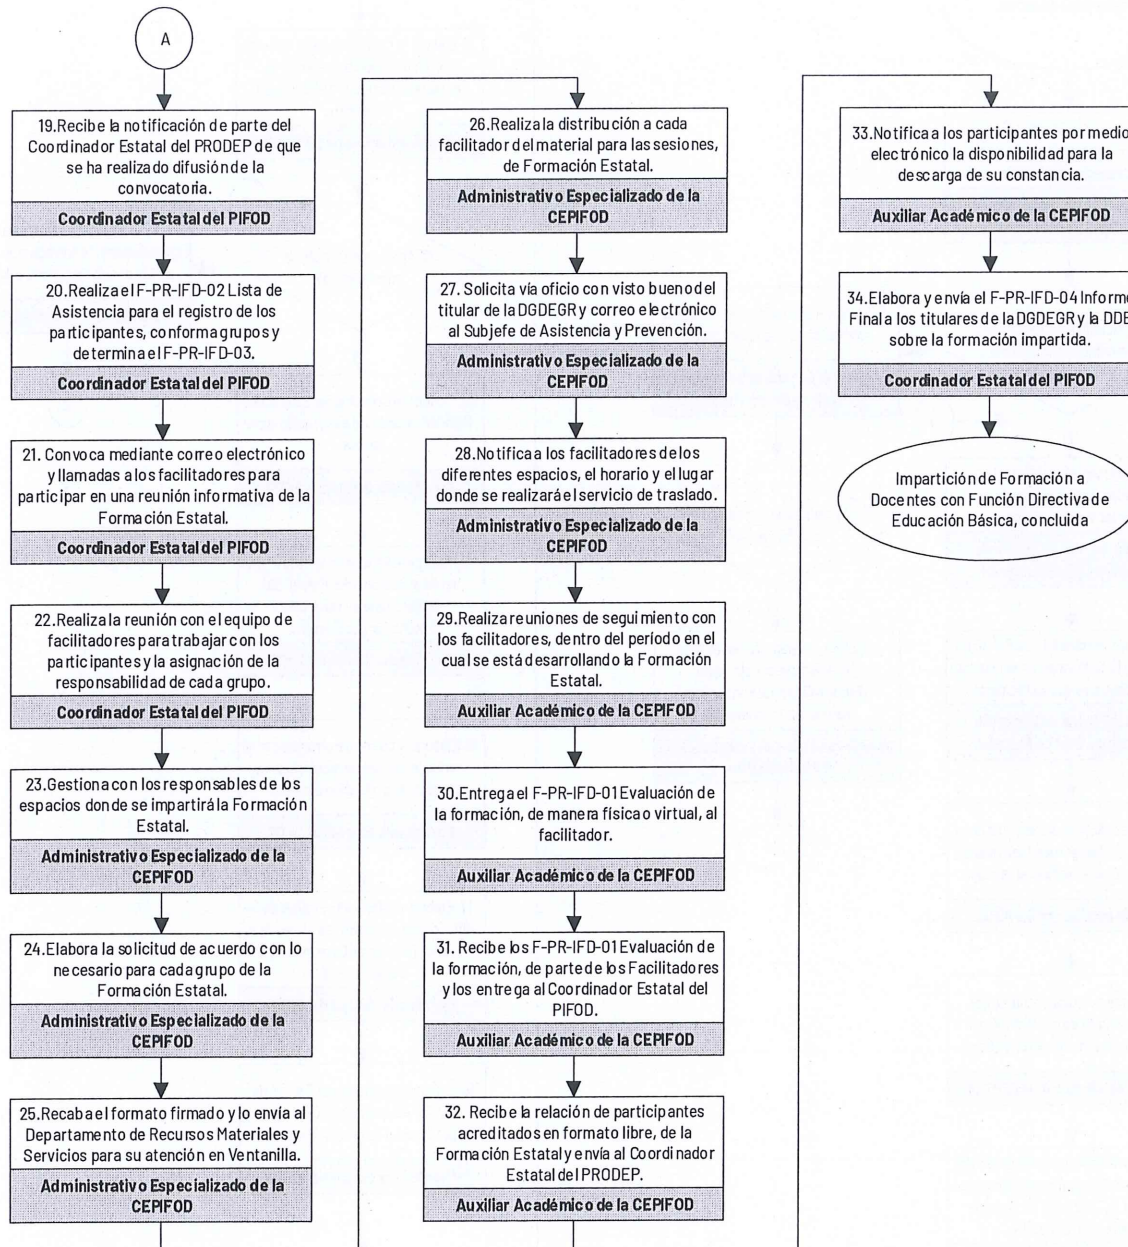 A
19.Recibe la notificación de parte del
Coordinador Estatal del PRODEP de que
se ha realizado difusión de la
convocatoria.
Coordinador Estatal del PIFOD
20.Realiza el F-PR-IFD-02 Lista de
Asistencia para el registro de los
participantes, conforma grupos y
determina el F-PR-IFD-03.
Coordinador Estatal del PIFOD
21. Convoca mediante correo electrónico
y llamadas a los facilitadores para
participar en una reunión informativa de la
Formación Estatal.
Coordinador Estatal del PIFOD
22.Realiza la reunión con el equipo de
facilitadores para trabajar con los
participantes y la asignación de la
responsabilidad de cada grupo.
Coordinador Estatal del PIFOD
23.Gestiona con los responsables de los
espacios donde se impartirá la Formación
Estatal.
Administrativo Especializado de la
CEPIFOD
24.Elabora la solicitud de acuerdo con lo
necesario para cada grupo de la
Formación Estatal.
Administrativo Especializado de la
CEPIFOD
25.Recaba el formato firmado y lo envía al
Departamento de Recursos Materiales y
Servicios para su atención en Ventanilla.
Administrativo Especializado de la
CEPIFOD
26.Realiza la distribución a cada
facilitador del material para las sesiones,
de Formación Estatal.
Administrativo Especializado de la
CEPIFOD
27. Solicita vía oficio con visto bueno del
titular de la DGDEGR y correo electrónico
al Subjefe de Asistencia y Prevención.
Administrativo Especializado de la
CEPIFOD
28.Notifica a los facilitadores de los
diferentes espacios, el horario y el lugar
donde se realizará el servicio de traslado.
Administrativo Especializado de la
CEPIFOD
29.Realiza reuniones de seguimiento con
los facilitadores, dentro del período en el
cual se está desarrollando la Formación
Estatal.
Auxiliar Académico de la CEPIFOD
30.Entrega el F-PR-IFD-01 Evaluación de
la formación, de manera física o virtual, al
facilitador.
Auxiliar Académico de la CEPIFOD
31. Recibe los F-PR-IFD-01 Evaluación de
la formación, de parte de los Facilitadores
y los entrega al Coordinador Estatal del
PIFOD.
Auxiliar Académico de la CEPIFOD
32. Recibe la relación de participantes
acreditados en formato libre, de la
Formación Estatal y envía al Coordinador
Estatal del PRODEP.
Auxiliar Académico de la CEPIFOD
33.Notifica a los participantes por medio
electrónico la disponibilidad para la
descarga de su constancia.
Auxiliar Académico de la CEPIFOD
34.Elabora y envía el F-PR-IFD-04 Informe
Final a los titulares de la DGDEGR y la DDE
sobre la formación impartida.
Coordinador Estatal del PIFOD
Impartición de Formación a
Docentes con Función Directiva de
Educación Básica, concluida